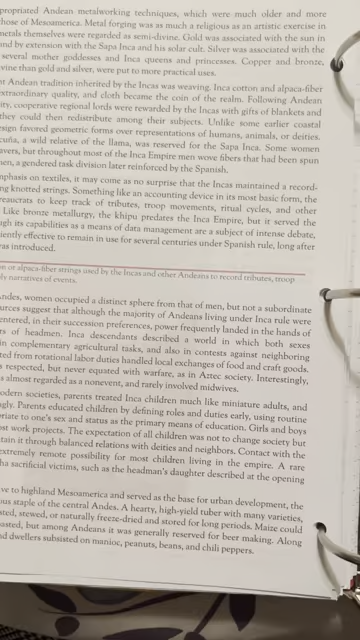 propriated Andean metalworking techniques, which were much older and more
those of Mesoamerica. Metal forging was as much a religious as an artistic exercise in
metals themselves were regarded as semi-divine. Gold was associated with the sun in
and by extension with the Sapa Inca and his solar cult. Silver was associated with the
several mother goddesses and Inca queens and princesses. Copper and bronze,
vine than gold and silver, were put to more practical uses.
Andean tradition inherited by the Incas was weaving. Inca cotton and alpaca-fiber
extraordinary quality, and cloth became the coin of the realm. Following Andean
ity, cooperative regional lords were rewarded by the Incas with gifts of blankets and
they could then redistribute among their subjects. Unlike some earlier coastal
sign favored geometric forms over representations of humans, animals, or deities.
cuña, a wild relative of the llama, was reserved for the Sapa Inca. Some women
avers, but throughout most of the Inca Empire men wove fibers that had been spun
en, a gendered task division later reinforced by the Spanish.
mphasis on textiles, it may come as no surprise that the Incas maintained a record-
ng knotted strings. Something like an accounting device in its most basic form, the
reaucrats to keep track of tributes, troop movements, ritual cycles, and other
Like bronze metallurgy, the khipu predates the Inca Empire, but it served the
ugh its capabilities as a means of data management are a subject of intense debate,
iently effective to remain in use for several centuries under Spanish rule, long after
was introduced.
n or alpaca-fiber strings used by the Incas and other Andeans to record tributes, troop
ly narratives of events.
Andes, women occupied a distinct sphere from that of men, but not a subordinate
urces suggest that although the majority of Andeans living under Inca rule were
entered, in their succession preferences, power frequently landed in the hands of
rs of headmen. Inca descendants described a world in which both sexes
in complementary agricultural tasks, and also in contests against neighboring
ted from rotational labor duties handled local exchanges of food and craft goods.
s respected, but never equated with warfare, as in Aztec society. Interestingly,
s almost regarded as a nonevent, and rarely involved midwives.
odern societies, parents treated Inca children much like miniature adults, and
gly. Parents educated children by defining roles and duties early, using routine
riate to one's sex and status as the primary means of education. Girls and boys
ost work projects. The expectation of all children was not to change society but
tain it through balanced relations with deities and neighbors. Contact with the
extremely remote possibility for most children living in the empire. A rare
ha sacrificial victims, such as the headman's daughter described at the opening
ve to highland Mesoamerica and served as the base for urban development, the
ous staple of the central Andes. A hearty, high-yield tuber with many varieties,
sted, stewed, or naturally freeze-dried and stored for long periods. Maize could
oasted, but among Andeans it was generally reserved for beer making. Along
nd dwellers subsisted on manioc, peanuts, beans, and chili peppers.